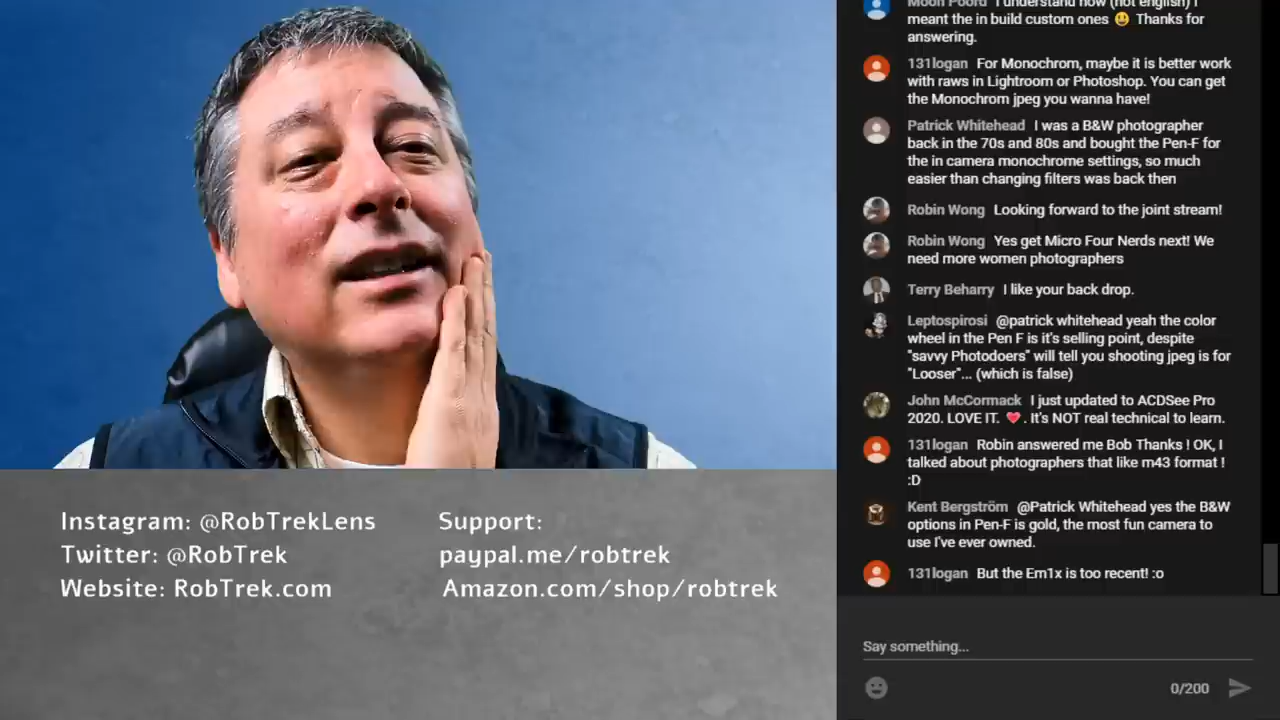 Instagram: @RobTrekLens
Twitter: @RobTrek
Website: RobTrek.com
Support:
paypal.me/robtrek
Amazon.com/shop/robtrek
Moon Poord I understand now (not english) I
meant the in build custom ones 😃 Thanks for
answering.
131logan For Monochrom, maybe it is better work
with raws in Lightroom or Photoshop. You can get
the Monochrom jpeg you wanna have!
Patrick Whitehead I was a B&W photographer
back in the 70s and 80s and bought the Pen-F for
the in camera monochrome settings, so much
easier than changing filters was back then
Robin Wong Looking forward to the joint stream!
Robin Wong Yes get Micro Four Nerds next! We
need more women photographers
Terry Beharry I like your back drop.
Leptospirosi @patrick whitehead yeah the color
wheel in the Pen F is it's selling point, despite
"savvy Photodoers" will tell you shooting jpeg is for
"Looser"... (which is false)
John McCormack I just updated to ACDSee Pro
2020. LOVE IT. ❤️. It's NOT real technical to learn.
131logan Robin answered me Bob Thanks ! OK, I
talked about photographers that like m43 format !
:D
Kent Bergström @Patrick Whitehead yes the B&W
options in Pen-F is gold, the most fun camera to
use I've ever owned.
131logan But the Em1x is too recent! :o
Say something...
0/200